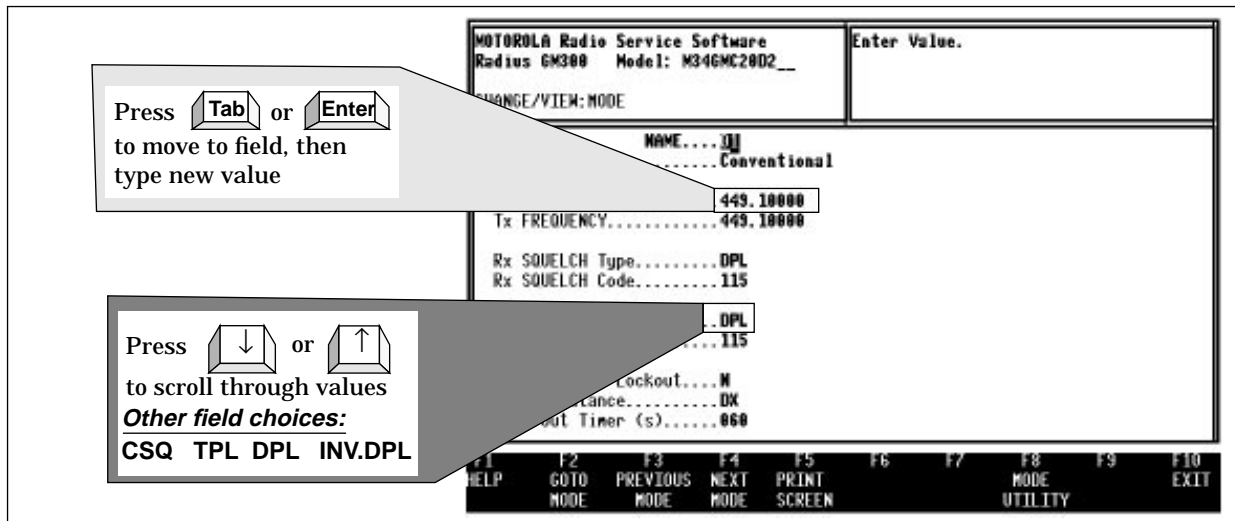 MOTOROLA Radio Service Software
Radius GM300 Model: M34GMC20D2__
CHANGE/VIEW:MODE
Enter Value.
Press Tab or Enter
to move to field, then
type new value
NAME....
.......Conventional
.449.10000
Tx FREQUENCY............449.10000
Rx SQUELCH Type.........DPL
Rx SQUELCH Code.........115
..DPL
....115
Lockout....N
tance..........DX
out Timer (s)......060
Press ↓ or ↑
to scroll through values
Other field choices:
CSQ TPL DPL INV.DPL
F1 F2 F3 F4 F5 F6 F7 F8 F9 F10
HELP GOTO PREVIOUS NEXT PRINT MODE EXIT
MODE MODE MODE SCREEN UTILITY